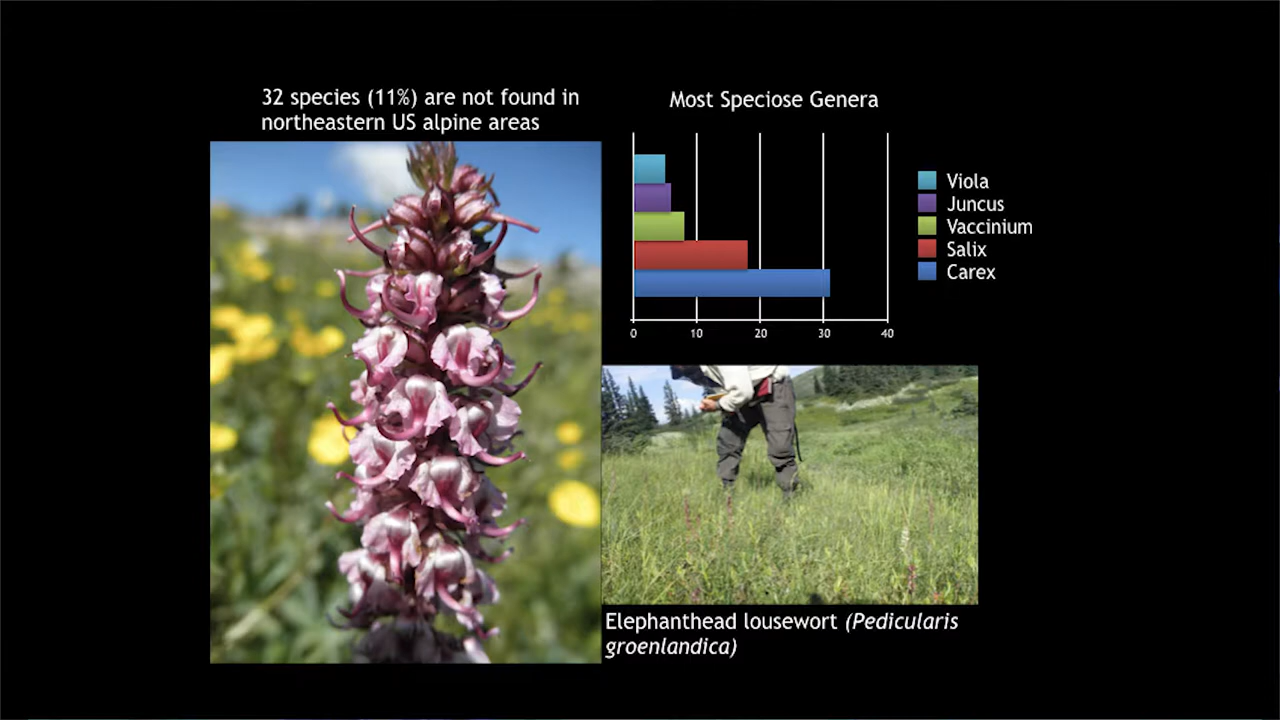 32 species (11%) are not found in
northeastern US alpine areas
Most Speciose Genera
Viola
Juncus
Vaccinium
Salix
Carex
0 10 20 30 40
Elephanthead lousewort (Pedicularis
groenlandica)